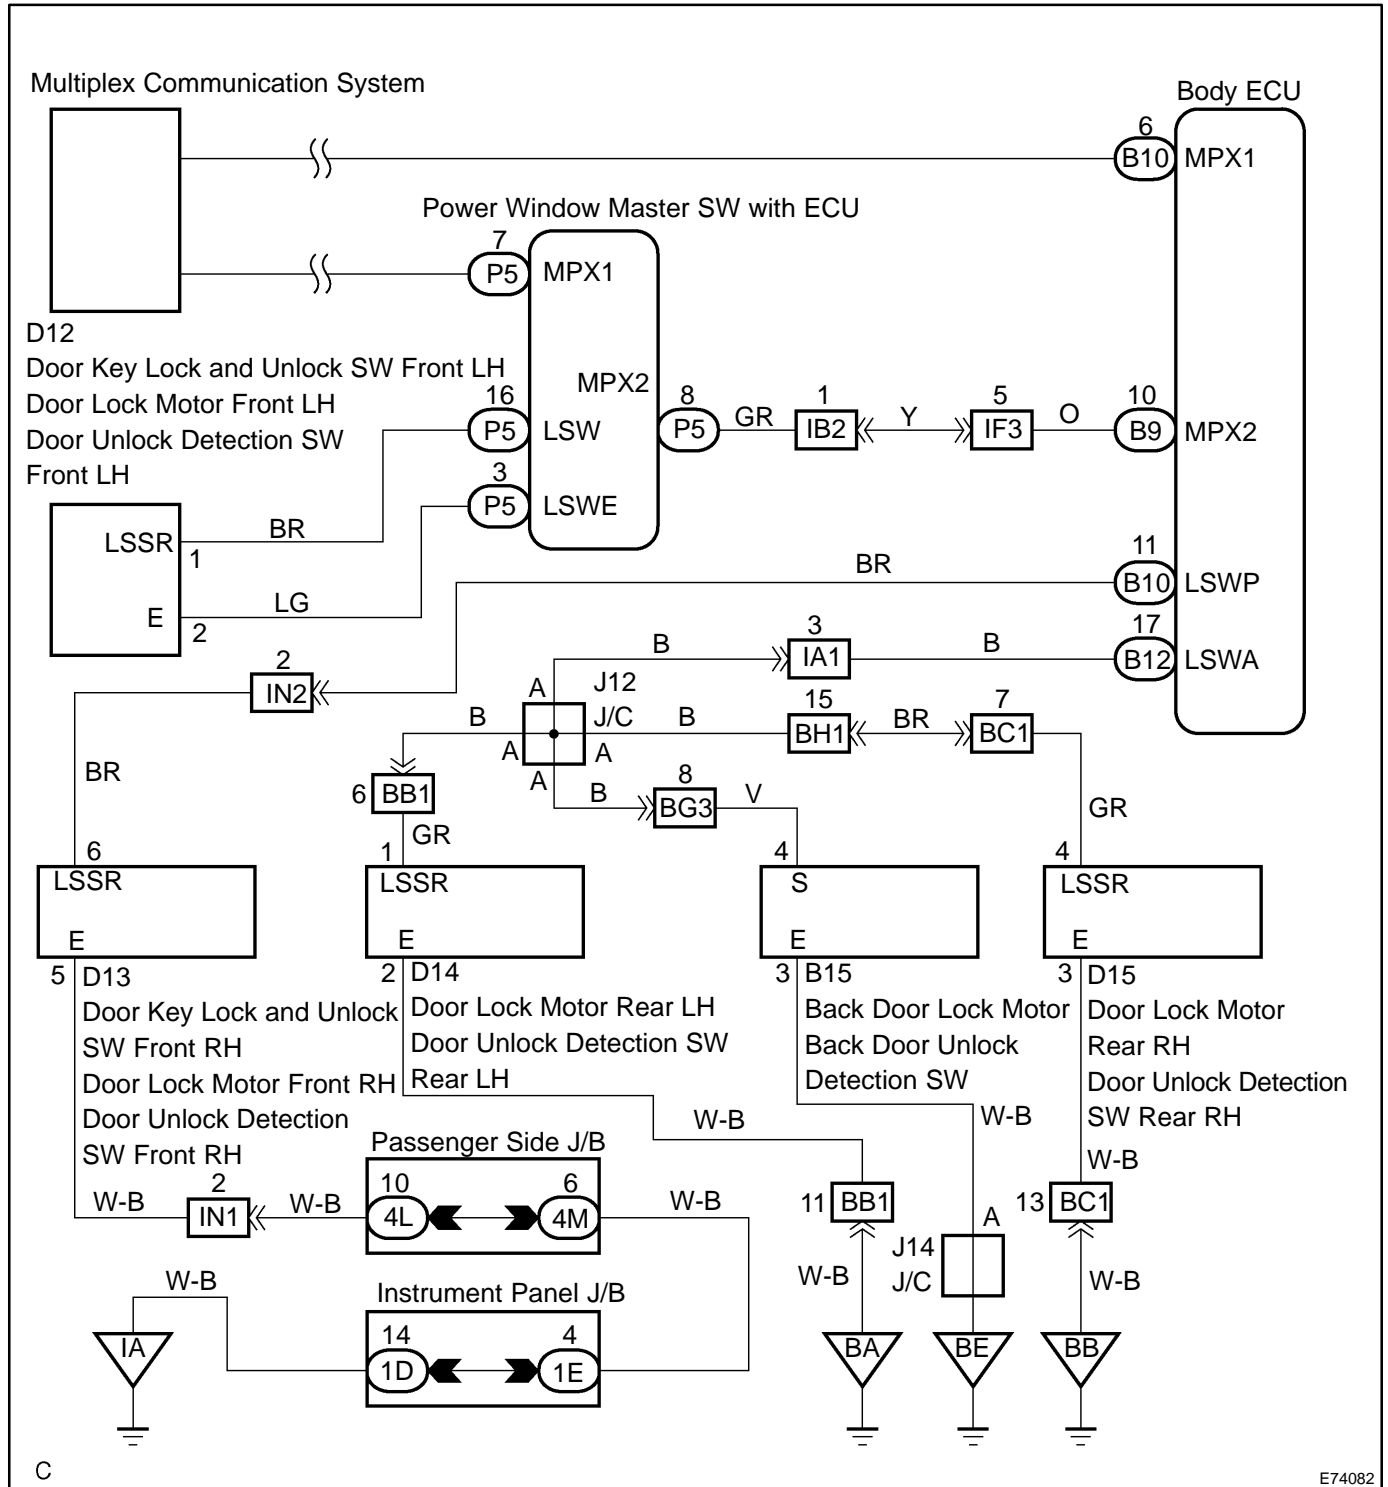 Multiplex Communication System
Body ECU
6
B10 MPX1
Power Window Master SW with ECU
7
P5 MPX1
D12
Door Key Lock and Unlock SW Front LH
Door Lock Motor Front LH
Door Unlock Detection SW
Front LH
MPX2
16
P5 LSW
8
P5
GR
1
IB2
Y
5
IF3
O
10
B9 MPX2
3
P5 LSWE
LSSR
1
BR
E
2
LG
BR
11
B10 LSWP
2
IN2
B
3
IA1
B
17
B12 LSWA
A
J12
J/C
B
A
A
A
B
15
BH1
BR
7
BC1
BR
6 BB1
B
8
BG3
V
GR
GR
6
LSSR
E
5
1
LSSR
E
2
4
S
E
3
4
LSSR
E
3
D13
Door Key Lock and Unlock
SW Front RH
Door Lock Motor Front RH
Door Unlock Detection
SW Front RH
D14
Door Lock Motor Rear LH
Door Unlock Detection SW
Rear LH
B15
Back Door Lock Motor
Back Door Unlock
Detection SW
D15
Door Lock Motor
Rear RH
Door Unlock Detection
SW Rear RH
W-B
W-B
W-B
Passenger Side J/B
W-B
2
IN1
W-B
10
4L
6
4M
W-B
11 BB1
A
J14
J/C
13 BC1
W-B
W-B
W-B
Instrument Panel J/B
14
1D
4
1E
IA
BA
BE
BB
C
E74082